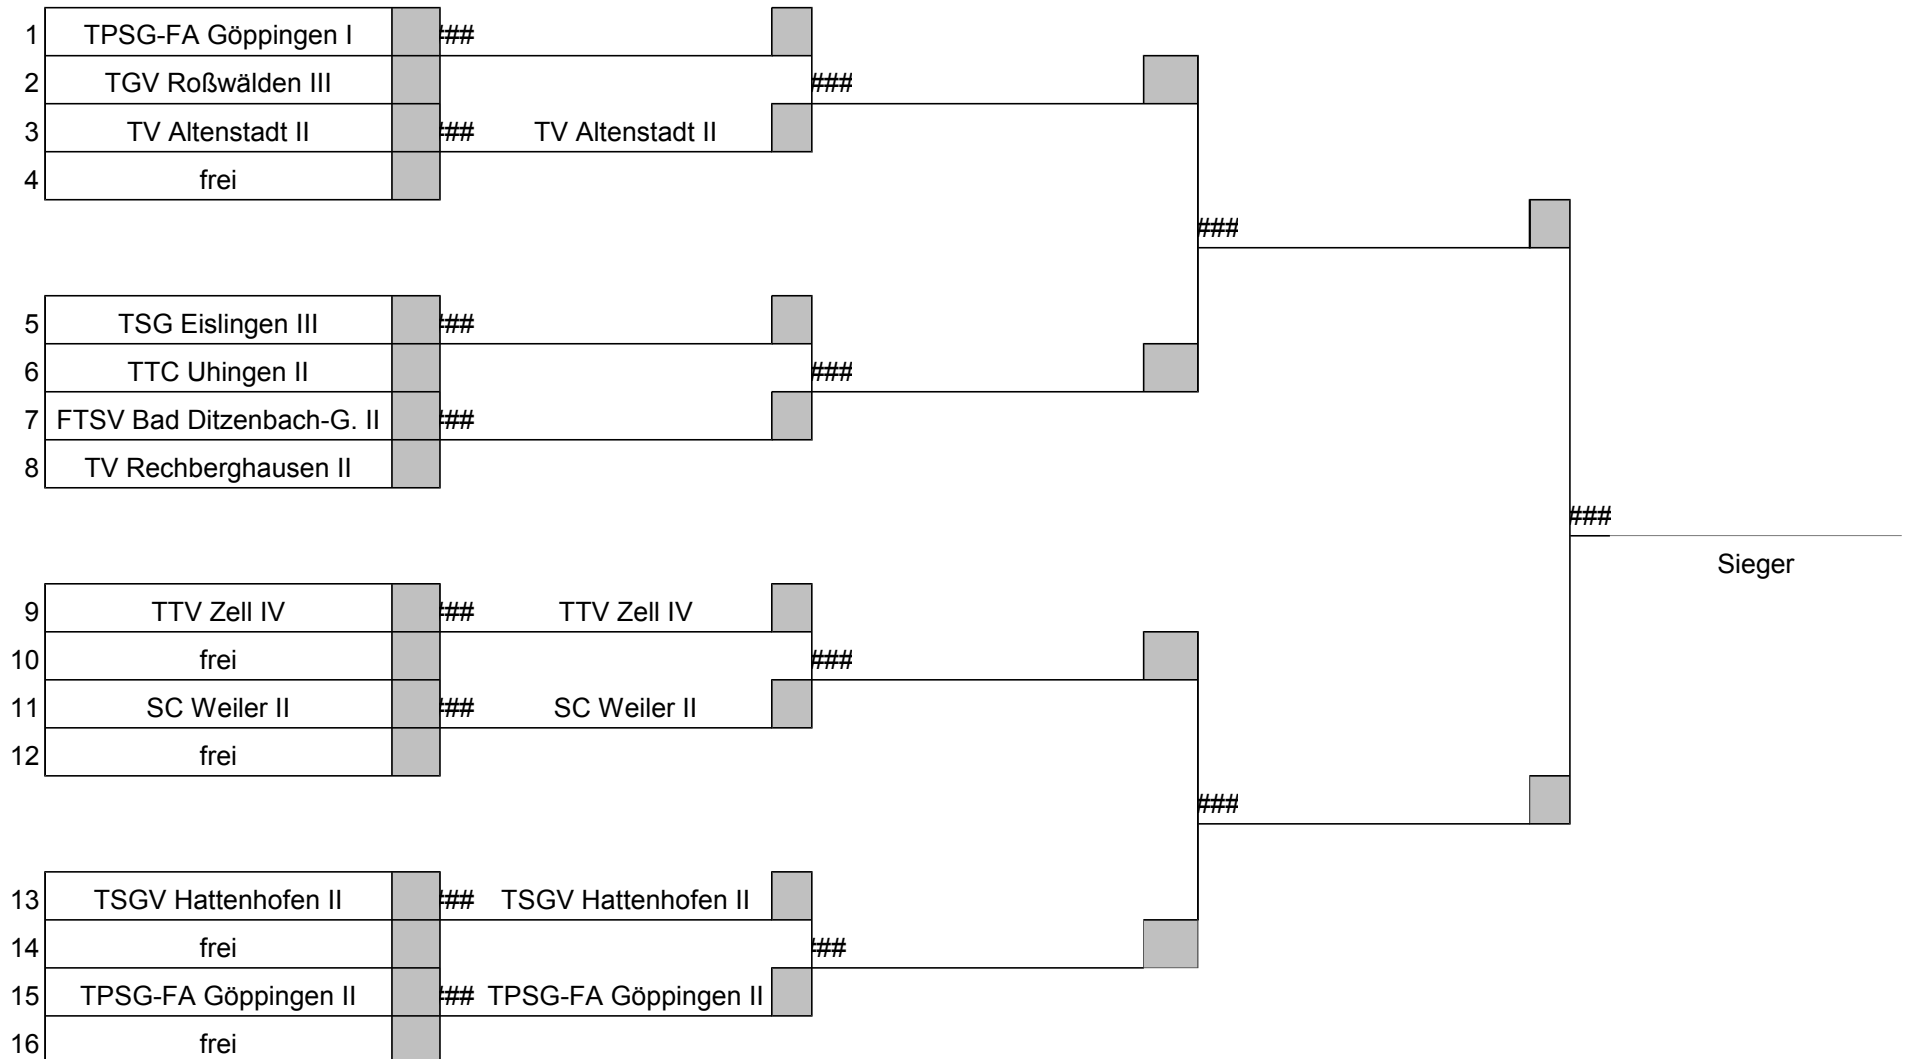 1 TPSG-FA Göppingen I ###
2 TGV Roßwälden III ###
3 TV Altenstadt II ### TV Altenstadt II
4 frei
###
5 TSG Eislingen III ###
6 TTC Uhingen II ###
7 FTSV Bad Ditzenbach-G. II ###
8 TV Rechberghausen II
###
Sieger
9 TTV Zell IV ### TTV Zell IV
10 frei ###
11 SC Weiler II ### SC Weiler II
12 frei
###
13 TSGV Hattenhofen II ### TSGV Hattenhofen II
14 frei ###
15 TPSG-FA Göppingen II ### TPSG-FA Göppingen II
16 frei